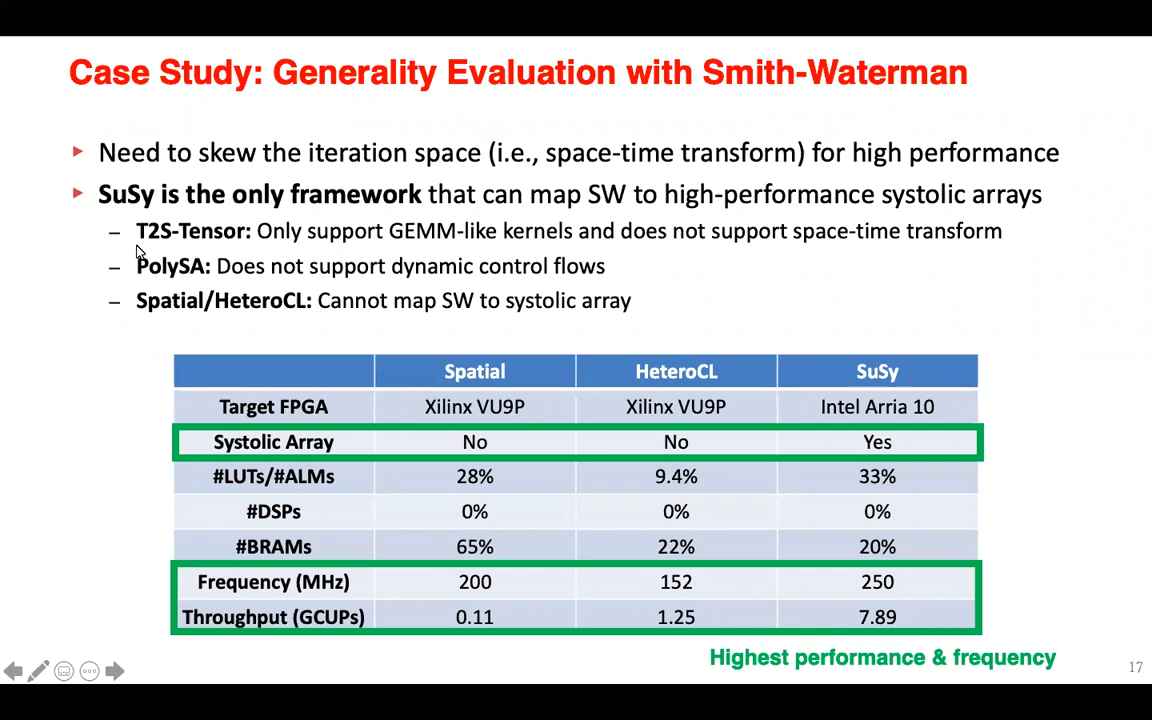 Case Study: Generality Evaluation with Smith-Waterman
Need to skew the iteration space (i.e., space-time transform) for high performance
SuSy is the only framework that can map SW to high-performance systolic arrays
– T2S-Tensor: Only support GEMM-like kernels and does not support space-time transform
– PolySA: Does not support dynamic control flows
– Spatial/HeteroCL: Cannot map SW to systolic array
Spatial HeteroCL SuSy
Target FPGA Xilinx VU9P Xilinx VU9P Intel Arria 10
Systolic Array No No Yes
#LUTs/#ALMs 28% 9.4% 33%
#DSPs 0% 0% 0%
#BRAMs 65% 22% 20%
Frequency (MHz) 200 152 250
Throughput (GCUPs) 0.11 1.25 7.89
Highest performance & frequency
17